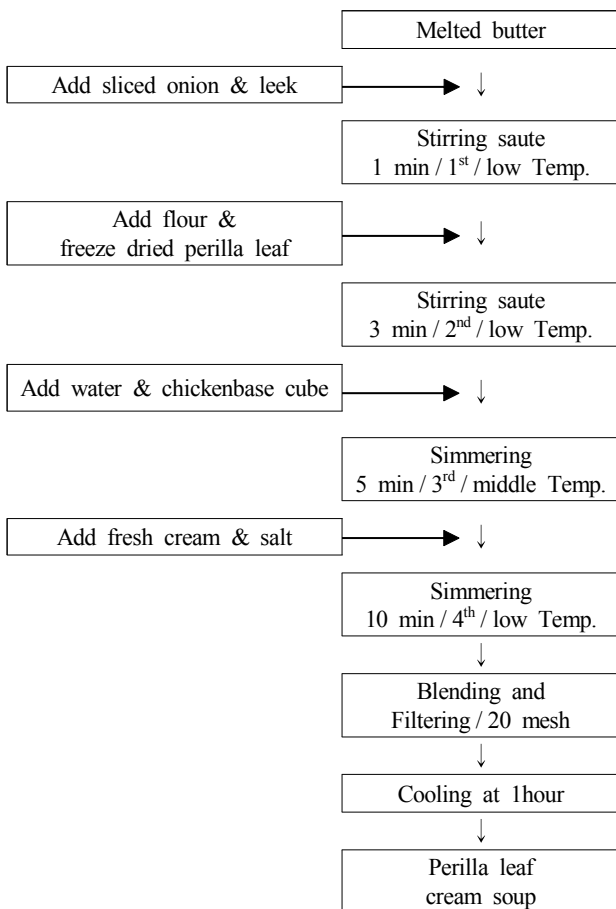 Melted butter
Add sliced onion & leek
↓
Stirring saute
1 min / 1st / low Temp.
Add flour &
freeze dried perilla leaf
↓
Stirring saute
3 min / 2nd / low Temp.
Add water & chickenbase cube
↓
Simmering
5 min / 3rd / middle Temp.
Add fresh cream & salt
↓
Simmering
10 min / 4th / low Temp.
↓
Blending and
Filtering / 20 mesh
↓
Cooling at 1hour
↓
Perilla leaf
cream soup